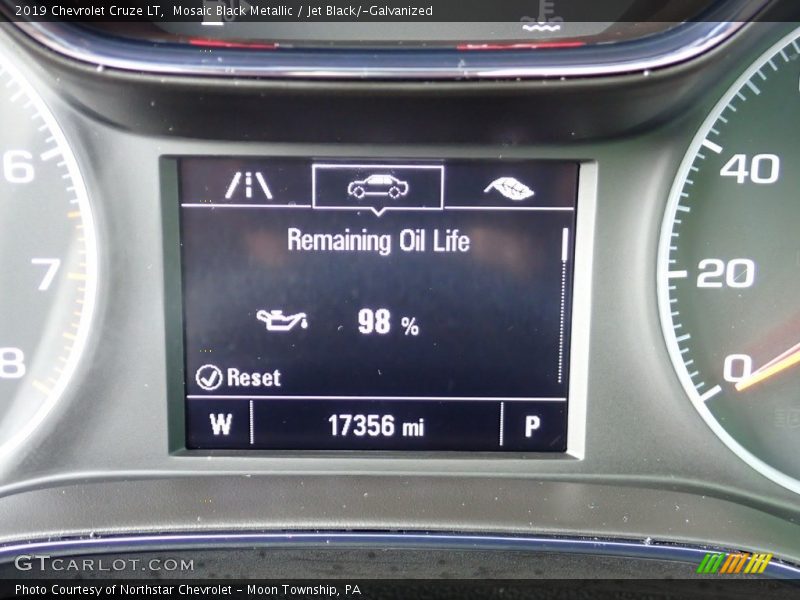 2019 Chevrolet Cruze LT,  Mosaic Black Metallic / Jet Black/-Galvanized
6
7
8
Remaining Oil Life
98 %
Reset
W
17356 mi
P
40
20
0
GTCARLOT.COM
Photo Courtesy of Northstar Chevrolet - Moon Township, PA